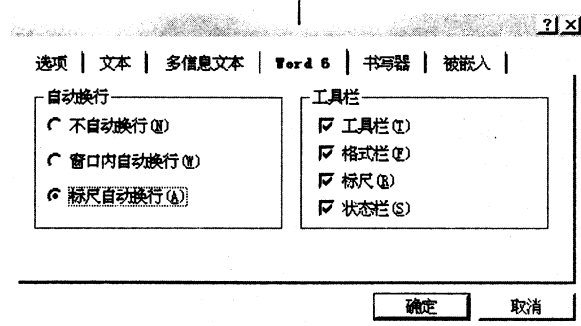 选项 文本 多信息文本 Word 6 书写器 被嵌入
自动换行
不自动换行(N)
窗口内自动换行(W)
标尺自动换行(A)
工具栏
工具栏(T)
格式栏(F)
标尺(R)
状态栏(S)
确定 取消